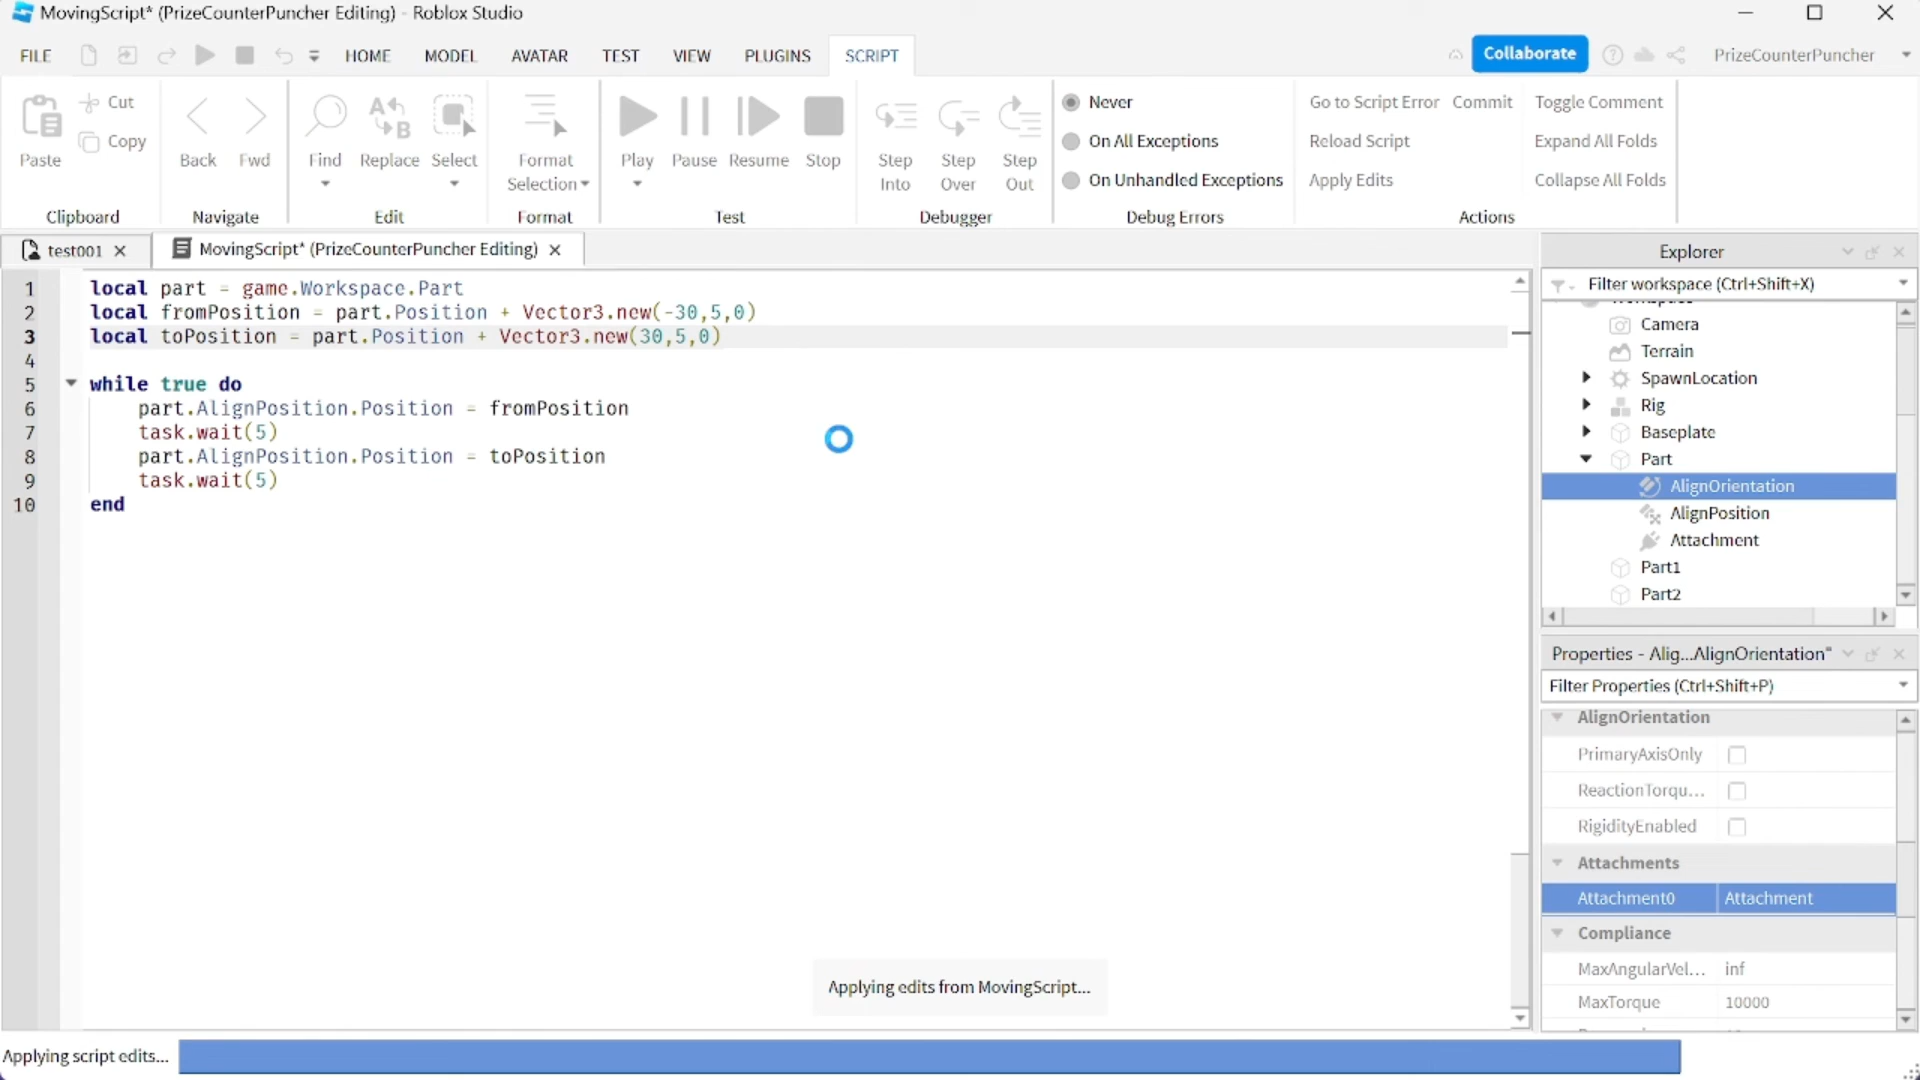 MovingScript* (PrizeCounterPuncher Editing) - Roblox Studio
FILE HOME MODEL AVATAR TEST VIEW PLUGINS SCRIPT Collaborate PrizeCounterPuncher
Paste Cut Copy
Clipboard
Back Fwd
Navigate
Find Replace Select
Edit
Format Selection
Format
Play Pause Resume Stop
Test
Step Into Step Over Step Out
Debugger
Never
On All Exceptions
On Unhandled Exceptions
Debug Errors
Go to Script Error Commit Toggle Comment
Reload Script Expand All Folds
Apply Edits Collapse All Folds
Actions
test001 MovingScript* (PrizeCounterPuncher Editing)
1 local part = game.Workspace.Part
2 local fromPosition = part.Position + Vector3.new(-30,5,0)
3 local toPosition = part.Position + Vector3.new(30,5,0)
4
5 while true do
6 part.AlignPosition.Position = fromPosition
7 task.wait(5)
8 part.AlignPosition.Position = toPosition
9 task.wait(5)
10 end
Explorer
Filter workspace (Ctrl+Shift+X)
Camera
Terrain
SpawnLocation
Rig
Baseplate
Part
AlignOrientation
AlignPosition
Attachment
Part1
Part2
Properties - Alig...AlignOrientation"
Filter Properties (Ctrl+Shift+P)
AlignOrientation
PrimaryAxisOnly
ReactionTorqu...
RigidityEnabled
Attachments
Attachment0 Attachment
Compliance
MaxAngularVel... inf
MaxTorque 10000
Applying edits from MovingScript...
Applying script edits...